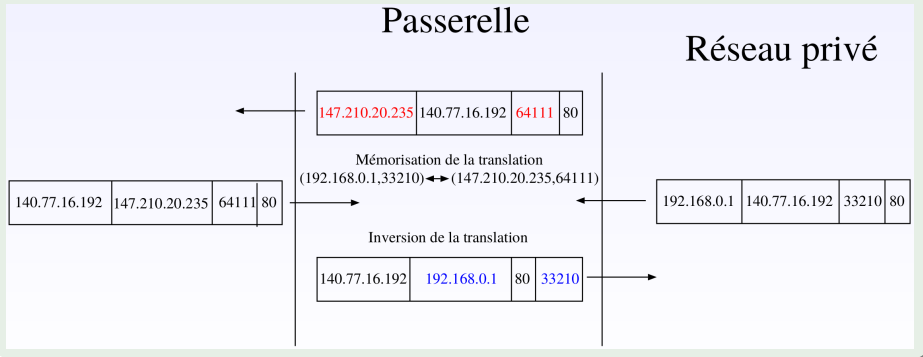 Passerelle
Réseau privé
147.210.20.235 140.77.16.192 64111 80
Mémorisation de la translation
(192.168.0.1,33210) (147.210.20.235,64111)
140.77.16.192 147.210.20.235 64111 80
192.168.0.1 140.77.16.192 33210 80
Inversion de la translation
140.77.16.192 192.168.0.1 80 33210